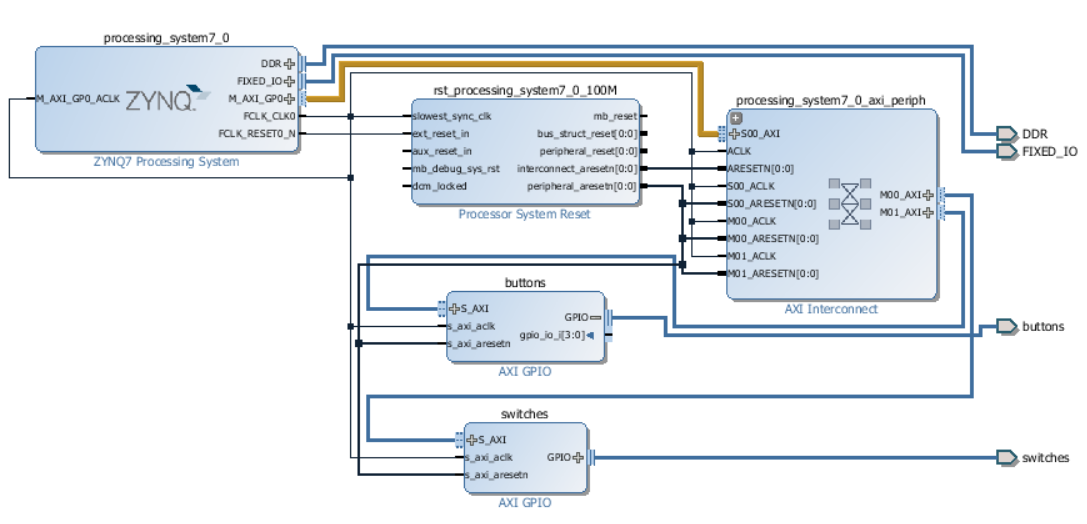 processing_system7_0
DDR
FIXED_IO
M_AXI_GP0_ACLK
ZYNQ
M_AXI_GP0
FCLK_CLK0
FCLK_RESET0_N
ZYNQ7 Processing System
rst_processing_system7_0_100M
slowest_sync_clk
ext_reset_in
aux_reset_in
mb_debug_sys_rst
dcm_locked
mb_reset
bus_struct_reset[0:0]
peripheral_reset[0:0]
interconnect_aresetn[0:0]
peripheral_aresetn[0:0]
Processor System Reset
processing_system7_0_axi_periph
S00_AXI
ACLK
ARESETN[0:0]
S00_ACLK
S00_ARESETN[0:0]
M00_ACLK
M00_ARESETN[0:0]
M01_ACLK
M01_ARESETN[0:0]
M00_AXI
M01_AXI
AXI Interconnect
DDR
FIXED_IO
buttons
S_AXI
s_axi_aclk
s_axi_aresetn
GPIO
gpio_io_i[3:0]
AXI GPIO
buttons
switches
S_AXI
s_axi_aclk
s_axi_aresetn
GPIO
AXI GPIO
switches